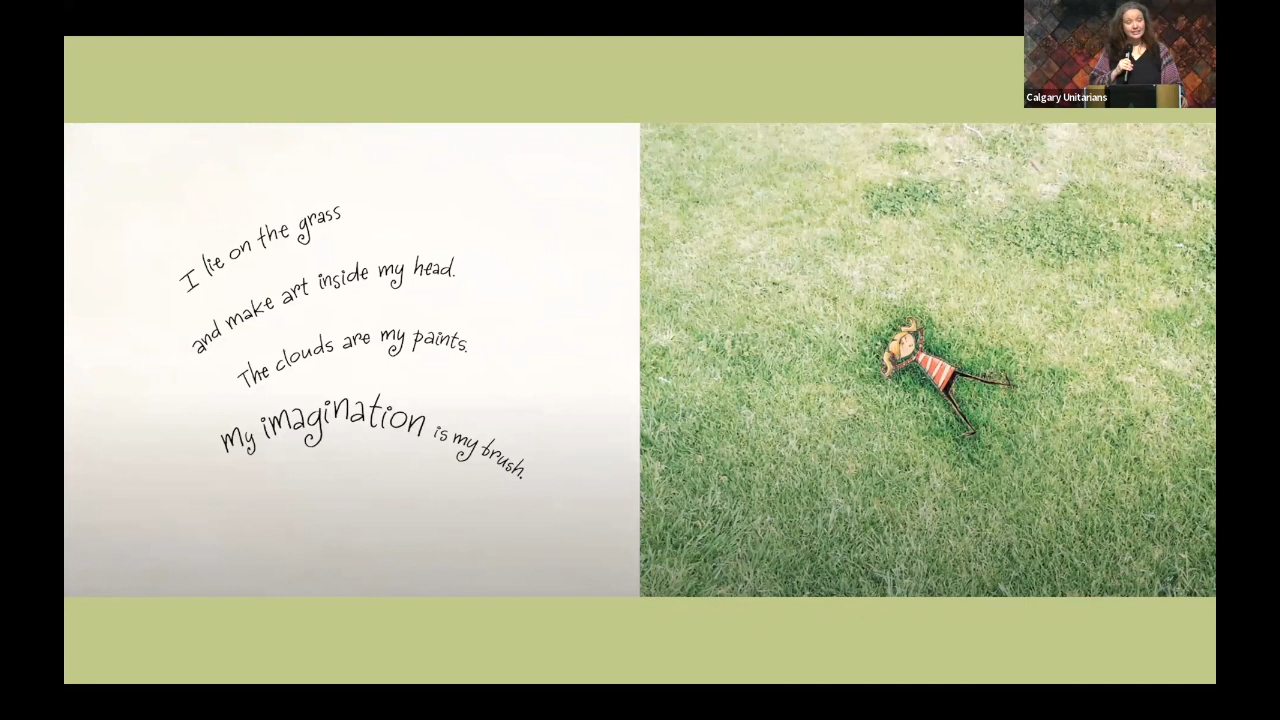 Calgary Unitarians
I lie on the grass
and make art inside my head.
The clouds are my paints.
My imagination is my brush.